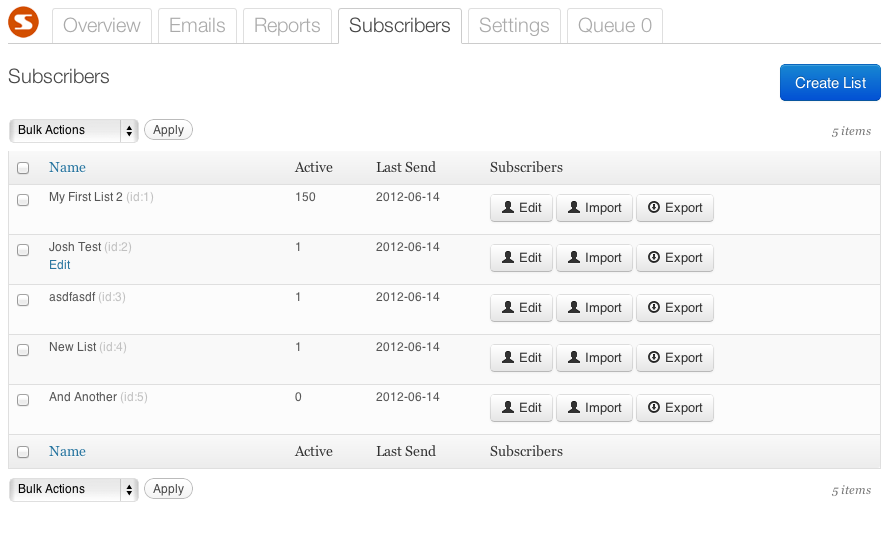 Overview Emails Reports Subscribers Settings Queue 0
Subscribers
Create List
Bulk Actions Apply 5 items
Name Active Last Send Subscribers
My First List 2 (id:1) 150 2012-06-14 Edit Import Export
Josh Test (id:2) 1 2012-06-14 Edit Import Export
Edit
asdfasdf (id:3) 1 2012-06-14 Edit Import Export
New List (id:4) 1 2012-06-14 Edit Import Export
And Another (id:5) 0 2012-06-14 Edit Import Export
Name Active Last Send Subscribers
Bulk Actions Apply 5 items